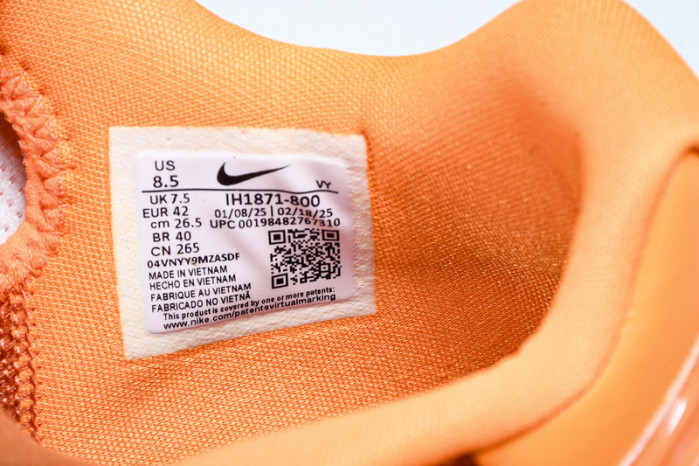 US
8.5
VY
UK 7.5
IH1871-800
EUR 42
01/08/25 | 02/18/25
cm 26.5
UPC 00198482767310
BR 40
CN 265
04VNYY9MZASDF
MADE IN VIETNAM
HECHO EN VIETNAM
FABRIQUE AU VIETNAM
FABRICADO NO VIETNÃ
This product is covered by one or more patents:
www.nike.com/patentevirtualmarking